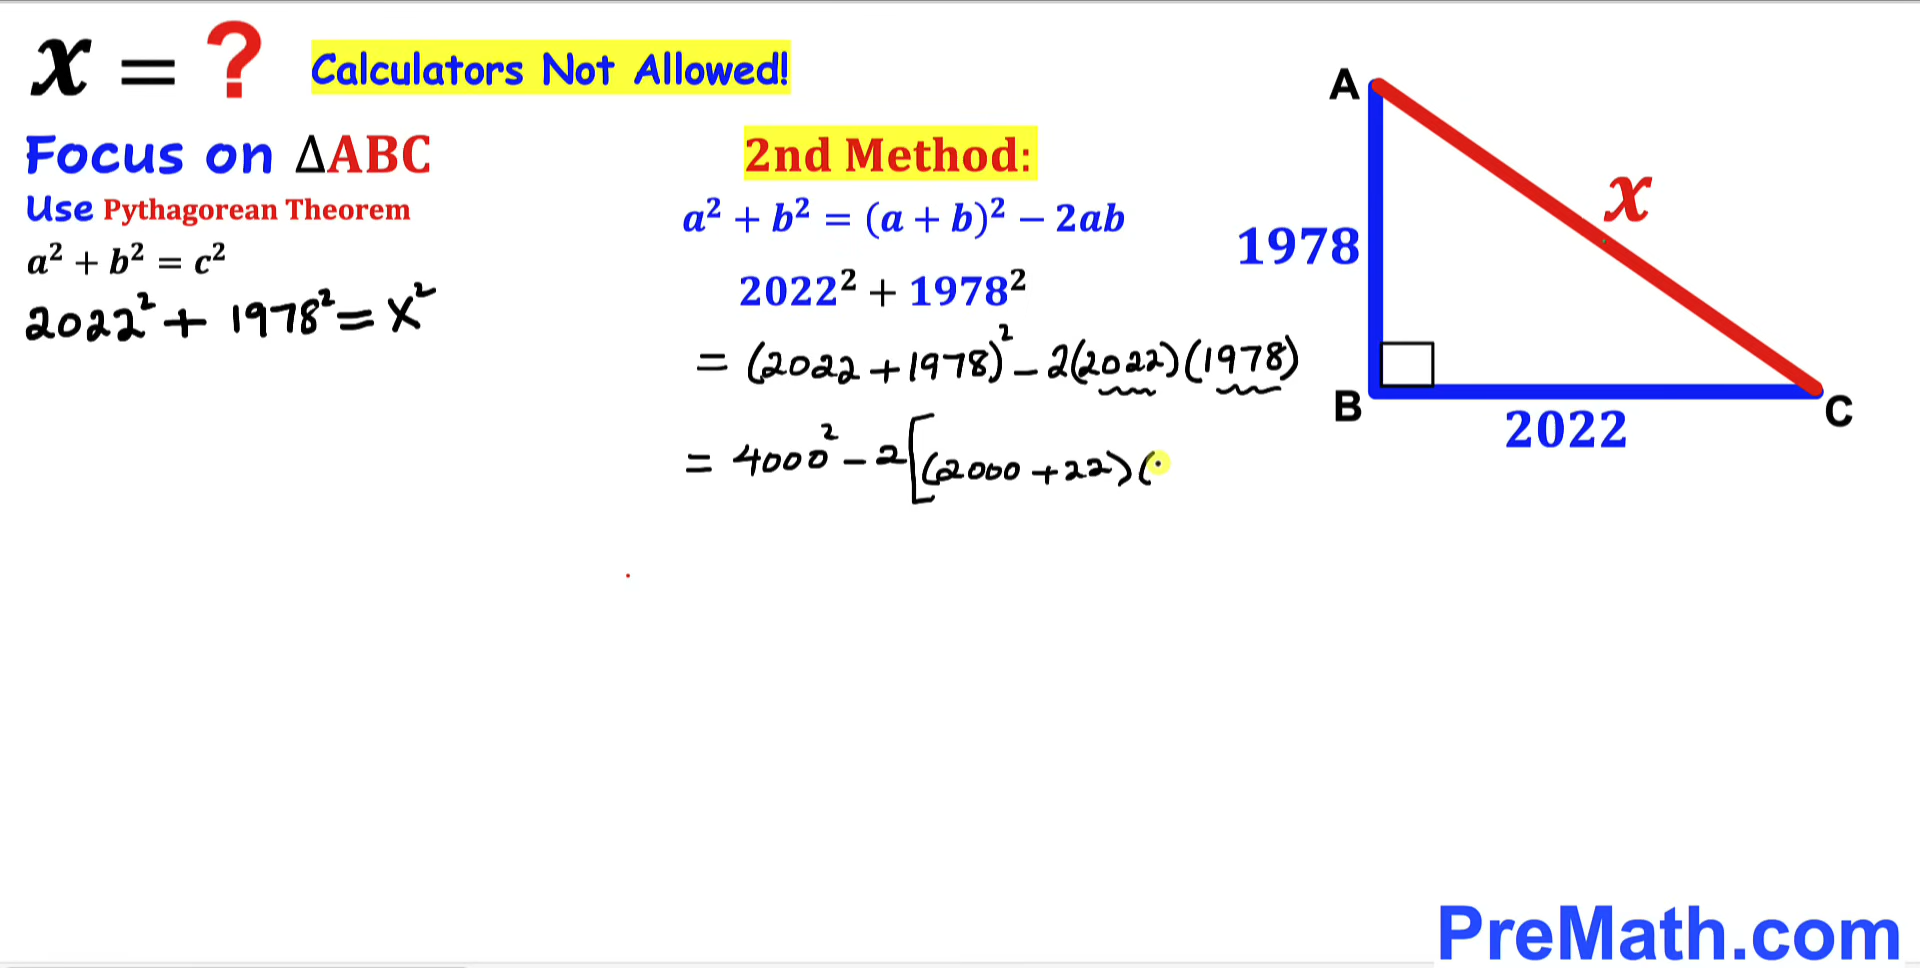 x = ?
Calculators Not Allowed!
Focus on ΔABC
Use Pythagorean Theorem
a² + b² = c²
2022² + 1978² = x²
2nd Method:
a² + b² = (a + b)² − 2ab
2022² + 1978²
= (2022 + 1978)² − 2(2022)(1978)
= 4000² − 2[(2000 + 22)(
A
x
1978
B
2022
C
PreMath.com